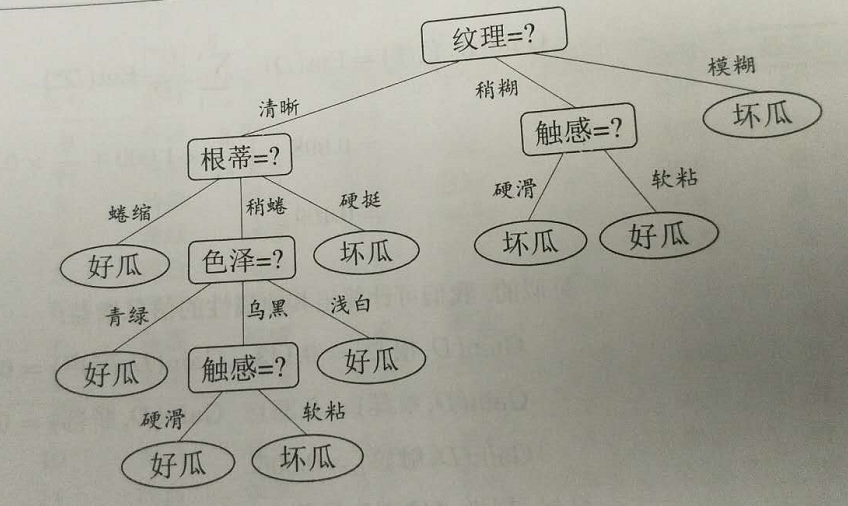 纹理=?
清晰
稍糊
模糊
根蒂=?
触感=?
坏瓜
蜷缩
稍蜷
硬挺
硬滑
软粘
好瓜
色泽=?
坏瓜
坏瓜
好瓜
青绿
乌黑
浅白
好瓜
触感=?
好瓜
硬滑
软粘
好瓜
坏瓜